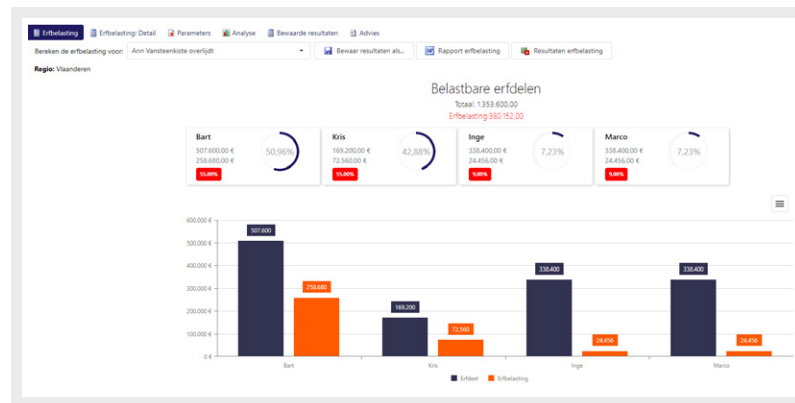 Erfbelasting Erfbelasting: Detail Parameters Analyse Bewaarde resultaten Advies
Bereken de erfbelasting voor: Ann Vansteenkiste overlijdt Bewaar resultaten als... Rapport erfbelasting Resultaten erfbelasting
Regio: Vlaanderen
Belastbare erfdelen
Totaal: 1.353.600.00
Erfbelasting:380.152.00
Bart Kris Inge Marco
507.600,00 € 169.200,00 € 338.400,00 € 338.400,00 €
50,96% 42,88% 7,23% 7,23%
258.680,00 € 72.560,00 € 24.456,00 € 24.456,00 €
55,00% 55,00% 9,00% 9,00%
600.000 €
507.600
500.000 €
400.000 €
338.400 338.400
300.000 €
258.680
200.000 €
169.200
100.000 €
72.560
24.456 24.456
0 €
Bart Kris Inge Marco
Erfdeel Erfbelasting